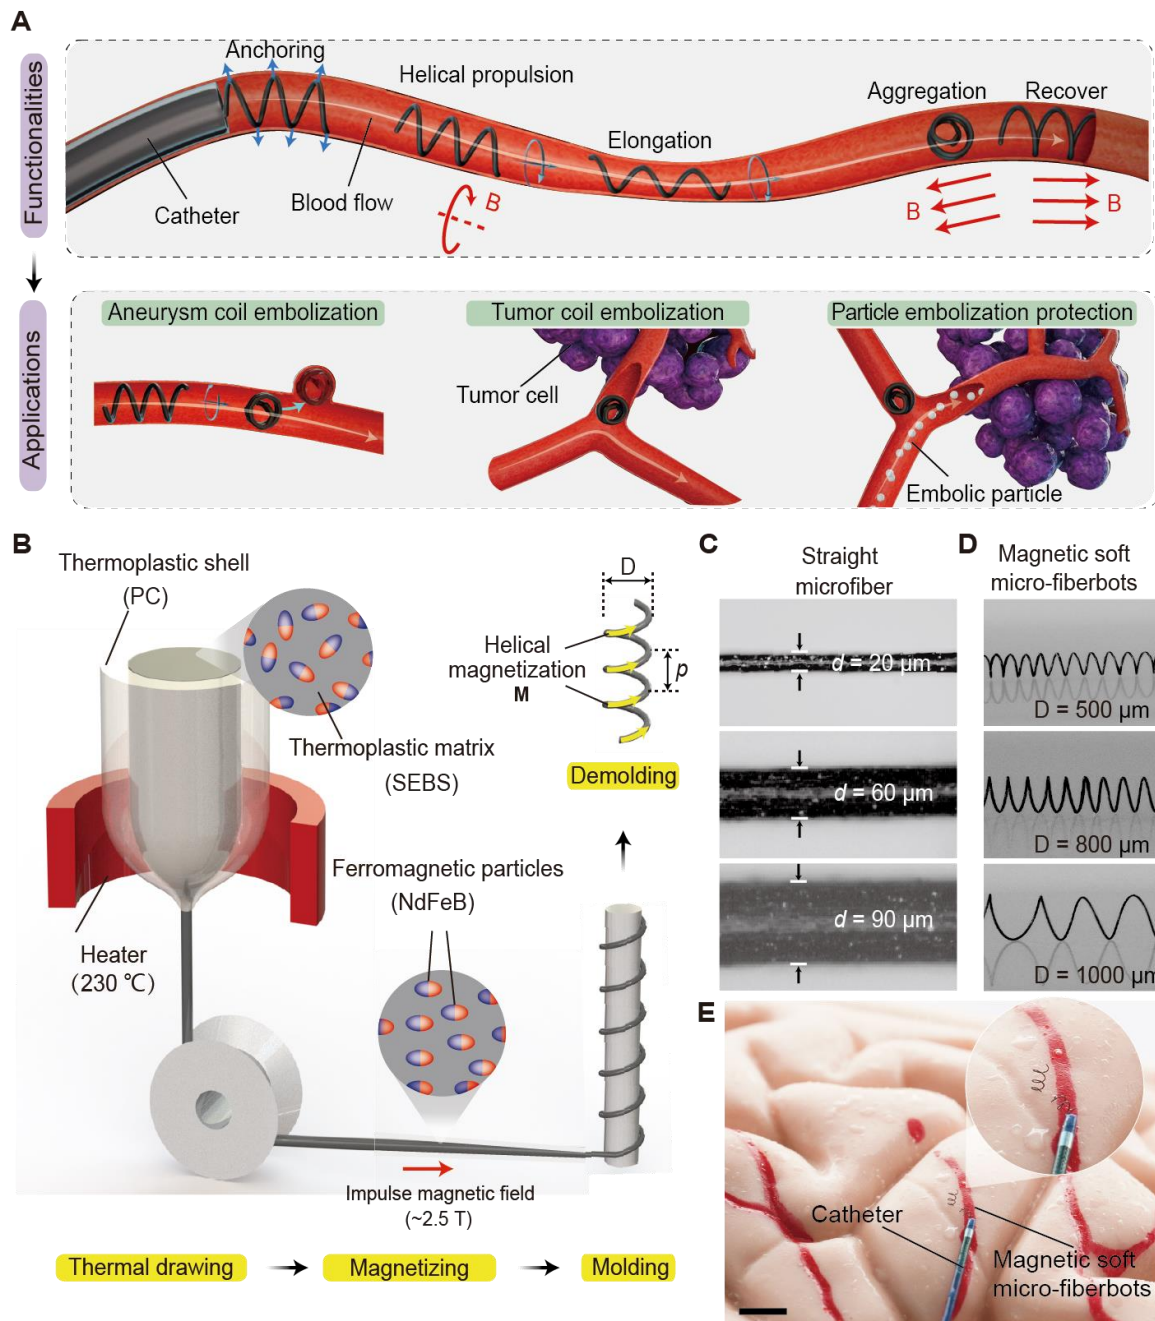 A
Functionalities
Anchoring
Helical propulsion
Elongation
Aggregation
Recover
Catheter
Blood flow
B
B
B
Applications
Aneurysm coil embolization
Tumor coil embolization
Particle embolization protection
Tumor cell
Embolic particle
B
Thermoplastic shell
(PC)
Thermoplastic matrix
(SEBS)
Heater
(230 ℃)
Ferromagnetic particles
(NdFeB)
Impulse magnetic field
(~2.5 T)
D
Helical
magnetization
M
p
Demolding
Thermal drawing
Magnetizing
Molding
C
Straight
microfiber
d = 20 µm
d = 60 µm
d = 90 µm
D
Magnetic soft
micro-fiberbots
D = 500 µm
D = 800 µm
D = 1000 µm
E
Catheter
Magnetic soft
micro-fiberbots